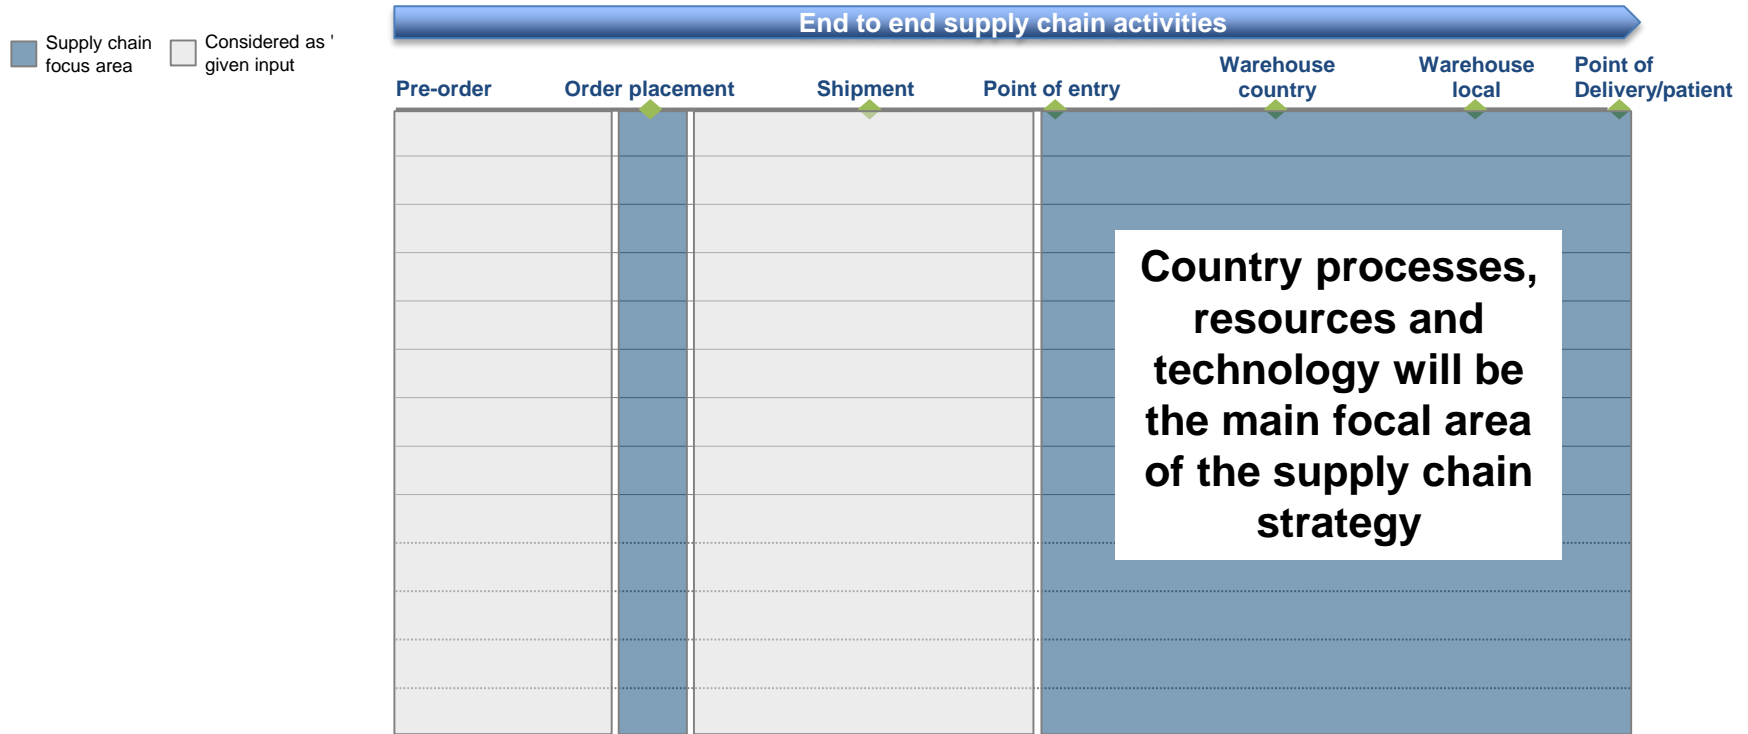 End to end supply chain activities
Supply chain
focus area
Considered as '
given input
Pre-order
Order placement
Shipment
Point of entry
Warehouse
country
Warehouse
local
Point of
Delivery/patient
Country processes,
resources and
technology will be
the main focal area
of the supply chain
strategy